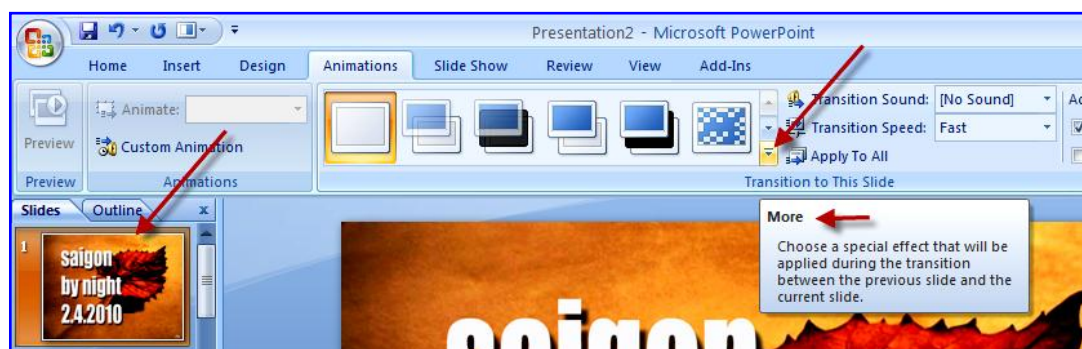 Presentation2 - Microsoft PowerPoint
Home Insert Design Animations Slide Show Review View Add-Ins
Preview
Animate:
Custom Animation
Transition Sound: [No Sound]
Transition Speed: Fast
Apply To All
Preview Animations Transition to This Slide
Slides Outline x
1
saigon
by night
2.4.2010
More
Choose a special effect that will be
applied during the transition
between the previous slide and the
current slide.
saigon